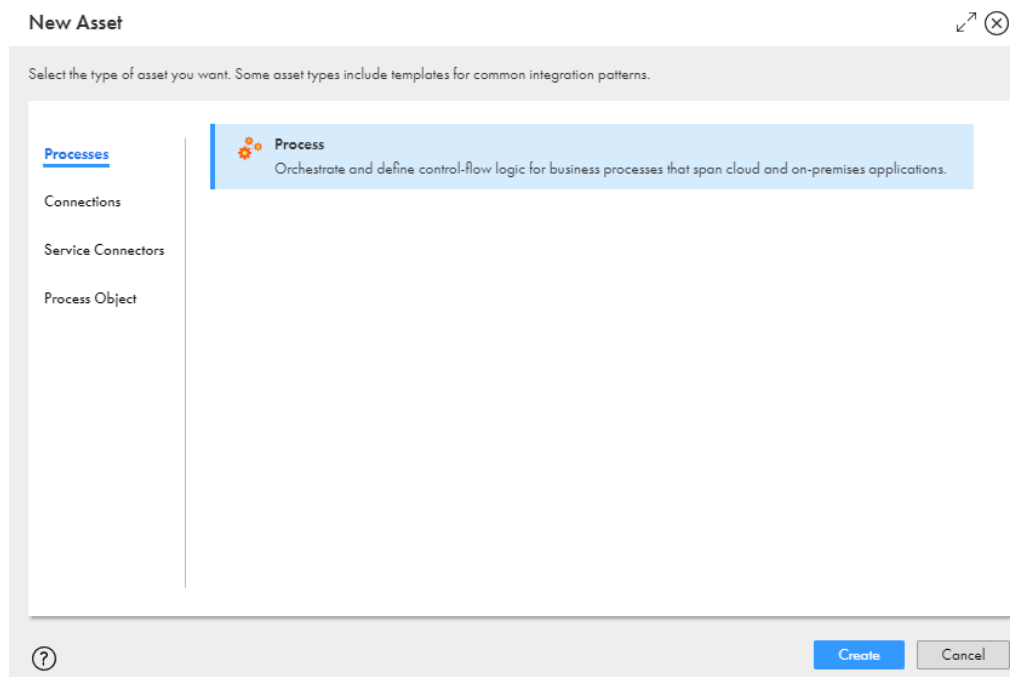 New Asset
Select the type of asset you want. Some asset types include templates for common integration patterns.
Processes
Connections
Service Connectors
Process Object
Process
Orchestrate and define control-flow logic for business processes that span cloud and on-premises applications.
?
Create
Cancel